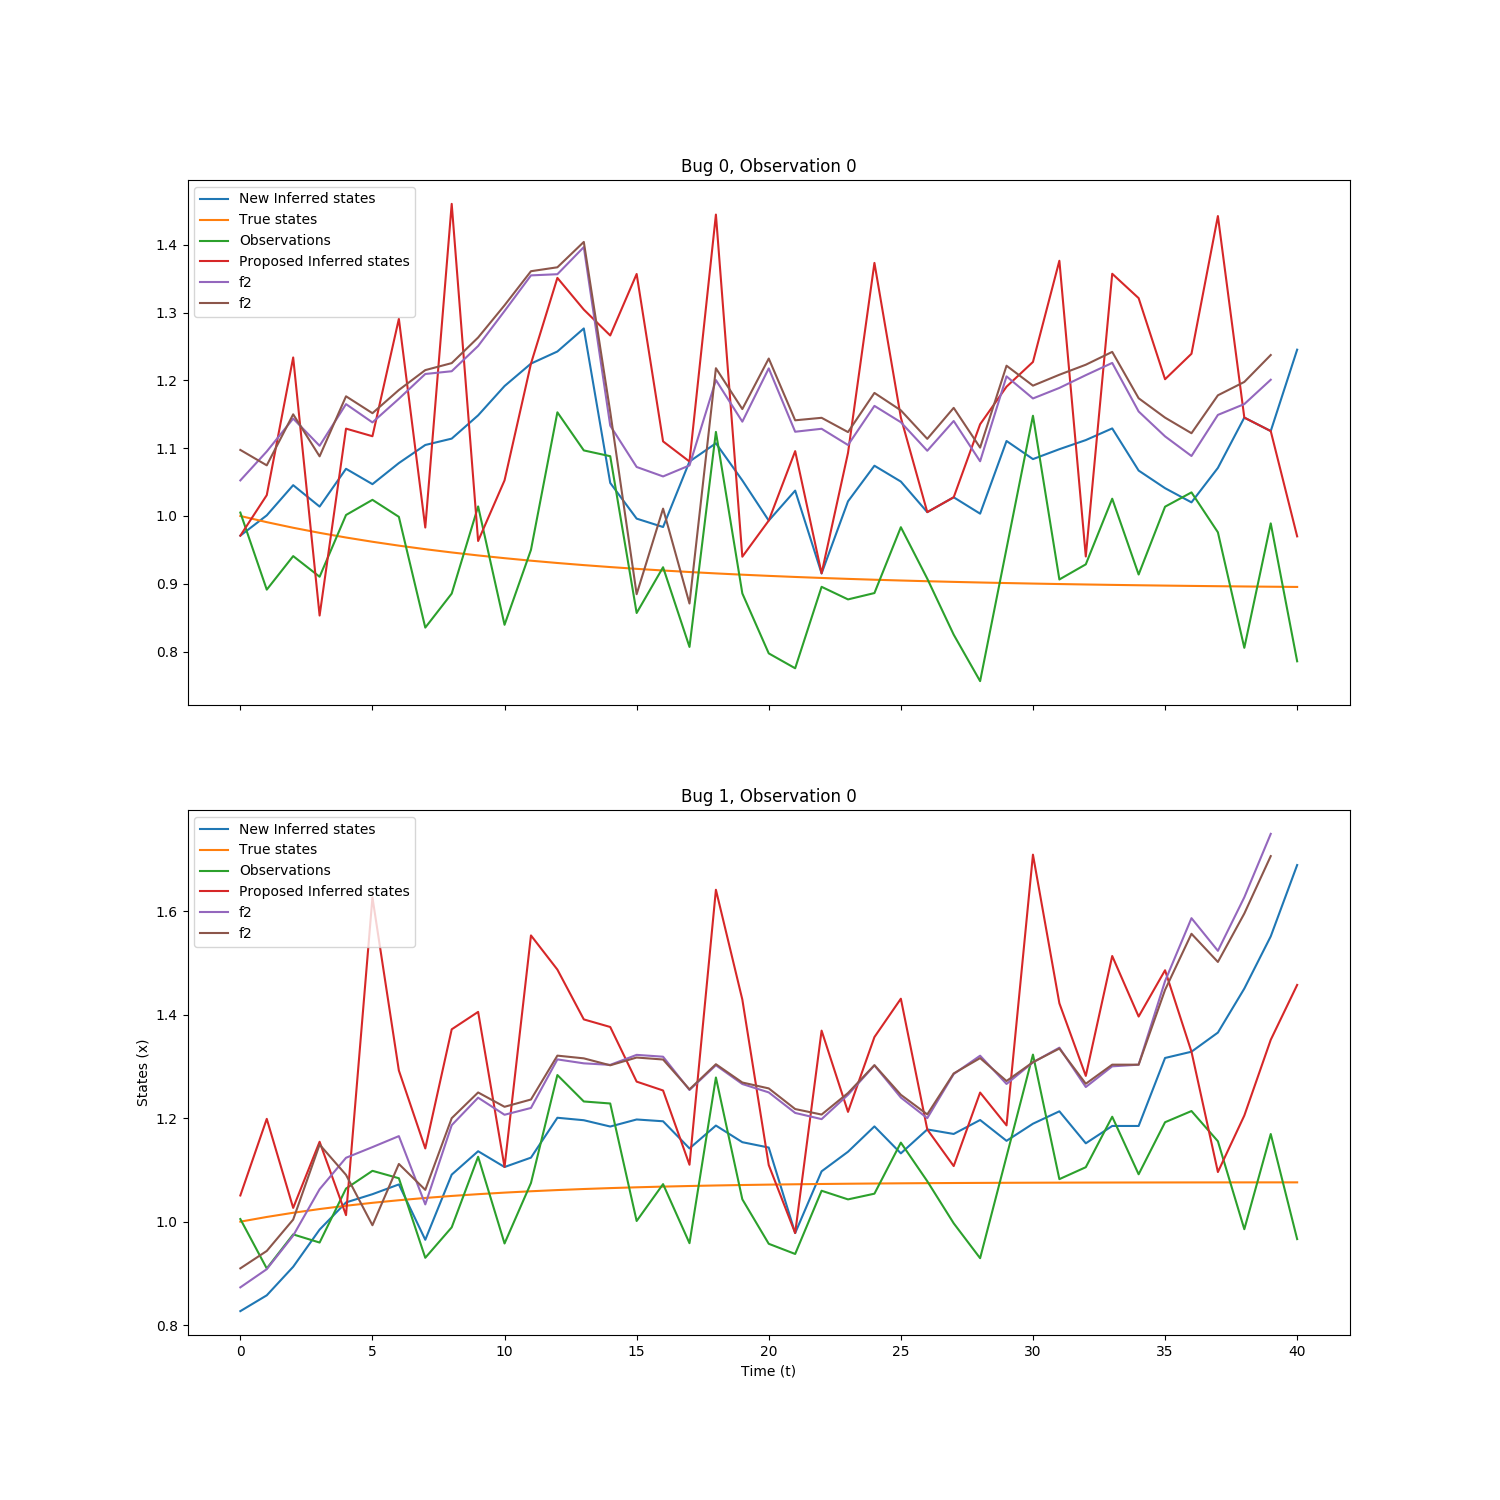 Bug 0, Observation 0
New Inferred states
True states
Observations
Proposed Inferred states
f2
f2
1.4
1.3
1.2
1.1
1.0
0.9
0.8
Bug 1, Observation 0
New Inferred states
True states
Observations
Proposed Inferred states
f2
f2
1.6
1.4
1.2
1.0
0.8
States (x)
0 5 10 15 20 25 30 35 40
Time (t)